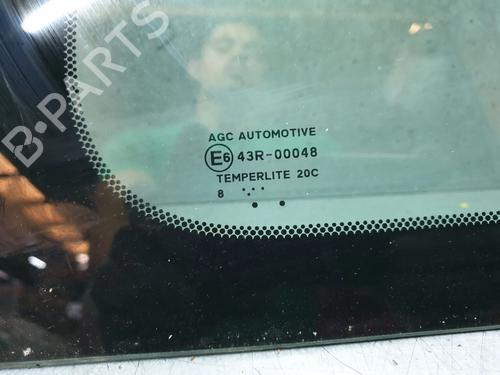 B-PARTS
AGC AUTOMOTIVE
E6 43R-00048
TEMPERLITE 20C
8